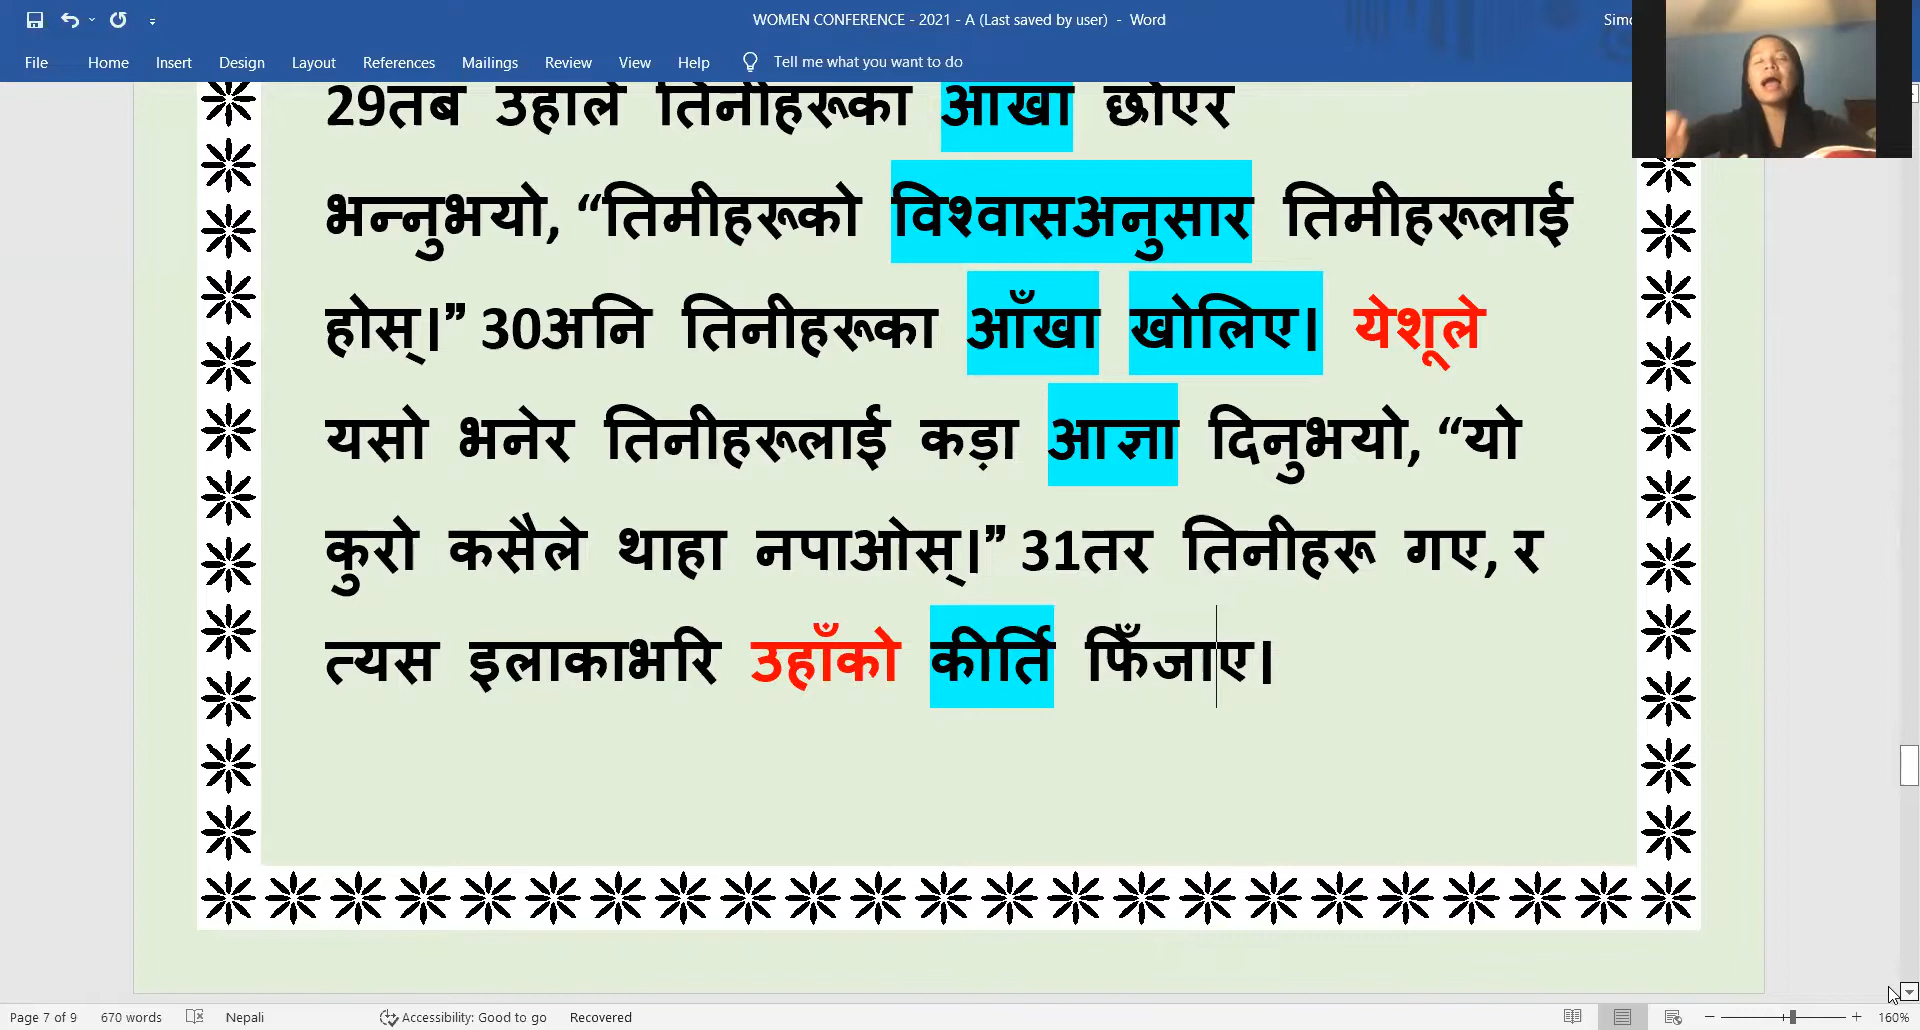 WOMEN CONFERENCE - 2021 - A (Last saved by user) - Word
File Home Insert Design Layout References Mailings Review View Help Tell me what you want to do
29तब उहाँले तिनीहरूका आँखा छोएर
भन्नुभयो, “तिमीहरूको विश्वासअनुसार तिमीहरूलाई
होस्।” 30अनि तिनीहरूका आँखा खोलिए। येशूले
यसो भनेर तिनीहरूलाई कड़ा आज्ञा दिनुभयो, “यो
कुरो कसैले थाहा नपाओस्।” 31तर तिनीहरू गए, र
त्यस इलाकाभरि उहाँको कीर्ति फिँजाए।
Page 7 of 9 670 words Nepali Accessibility: Good to go Recovered 160%